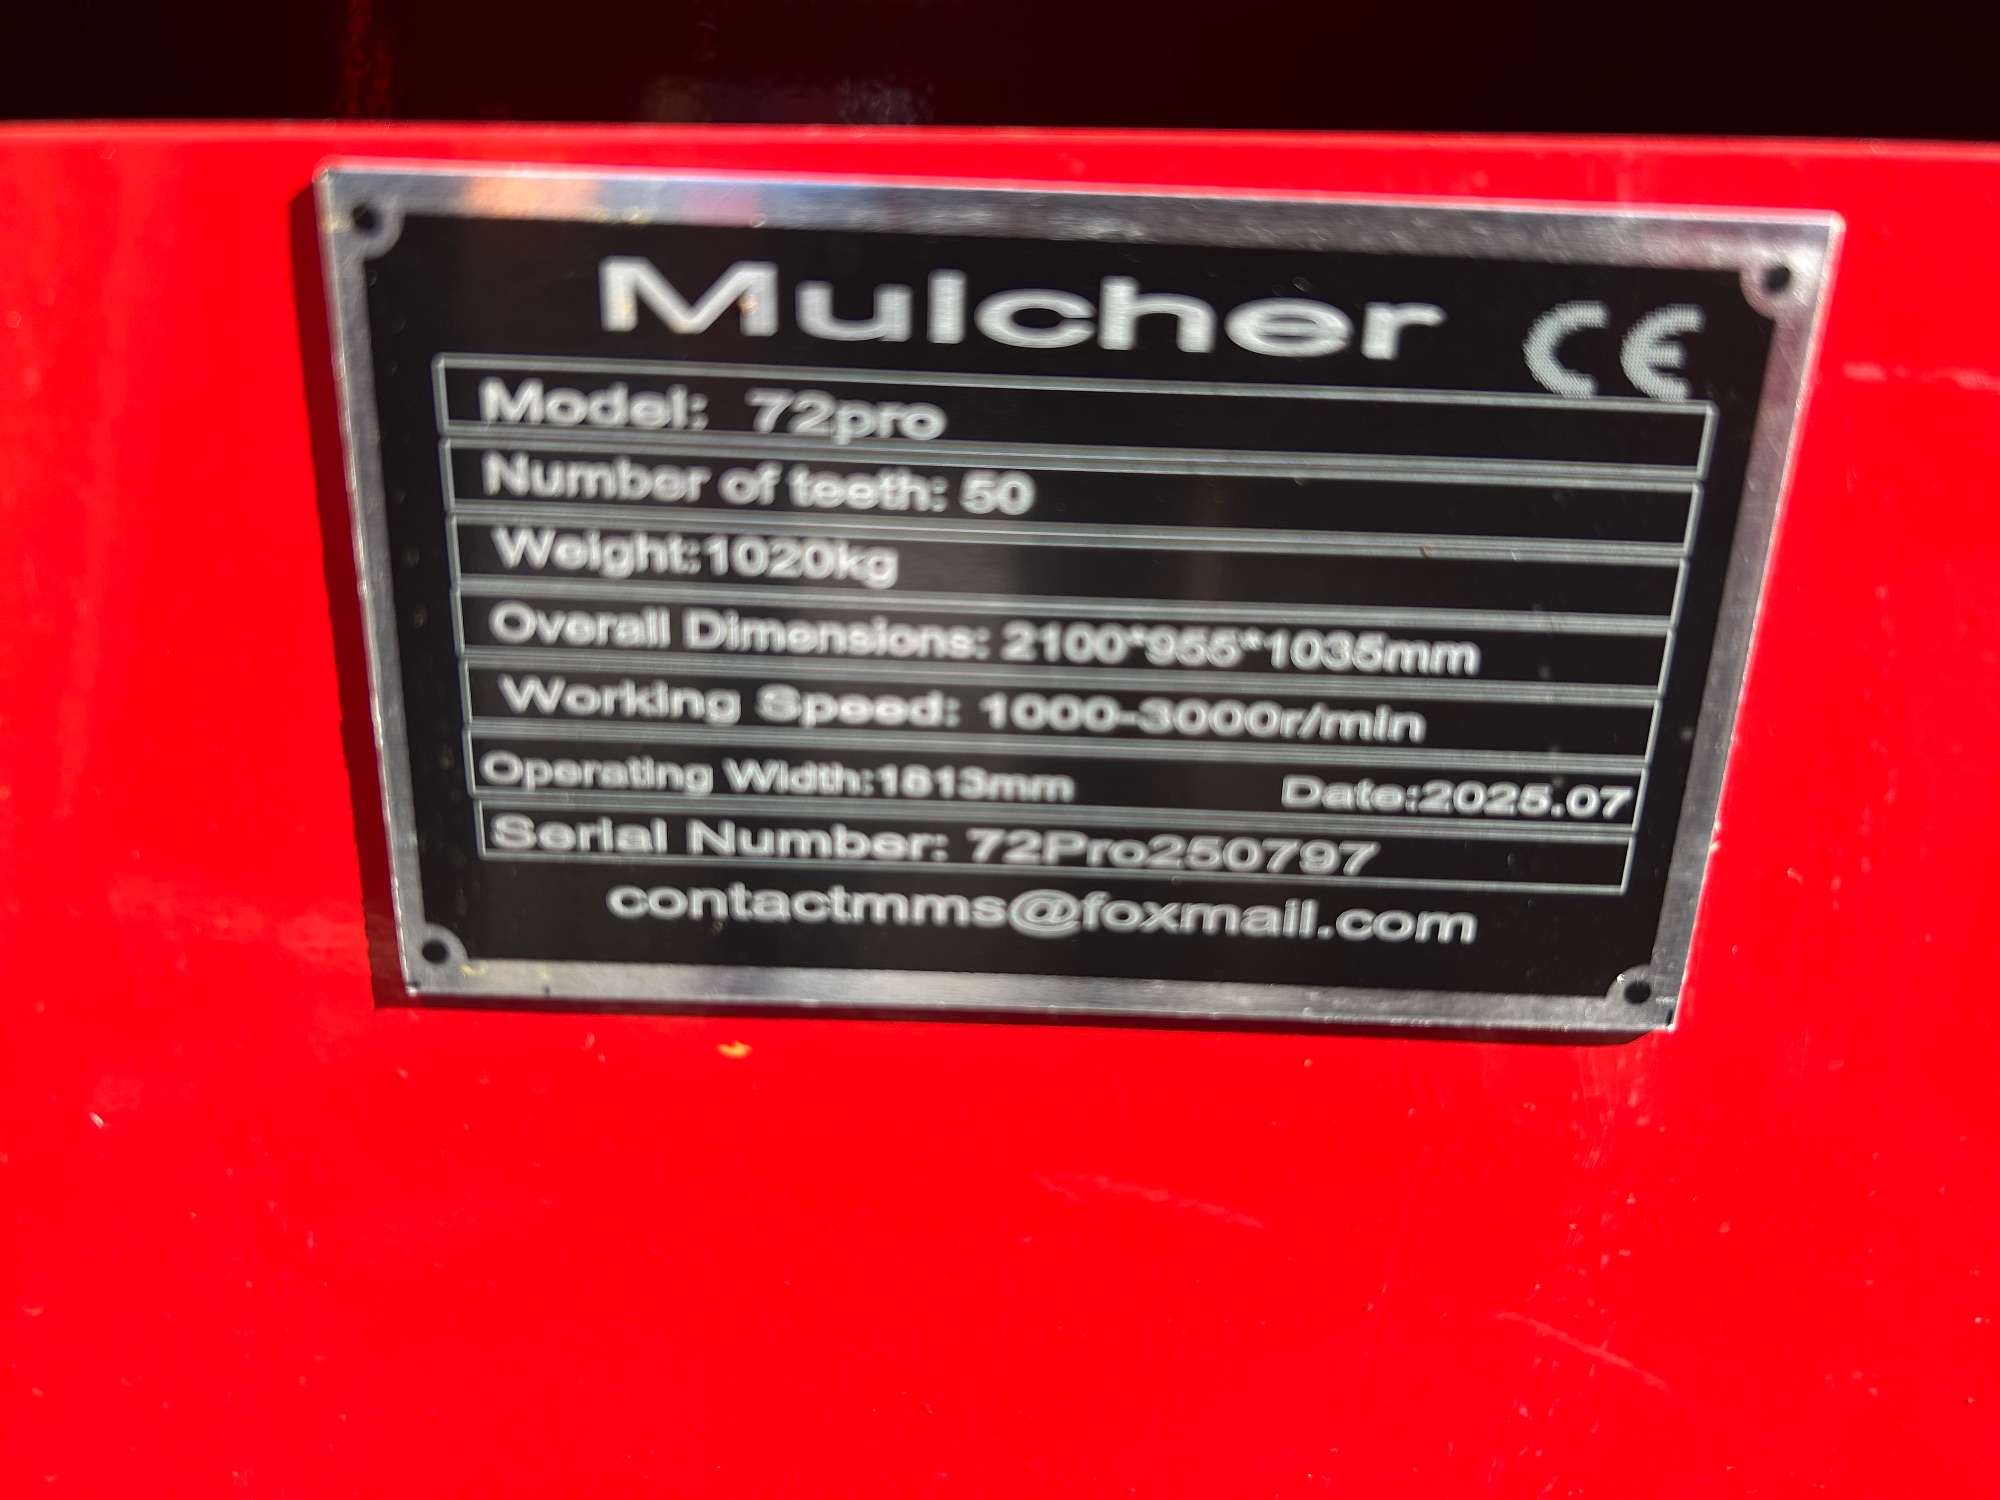 Mulcher CE
Model: 72pro
Number of teeth: 50
Weight:1020kg
Overall Dimensions: 2100*955*1035mm
Working Speed: 1000-3000r/min
Operating Width:1813mm Date:2025.07
Serial Number: 72Pro250797
contactmms@foxmail.com